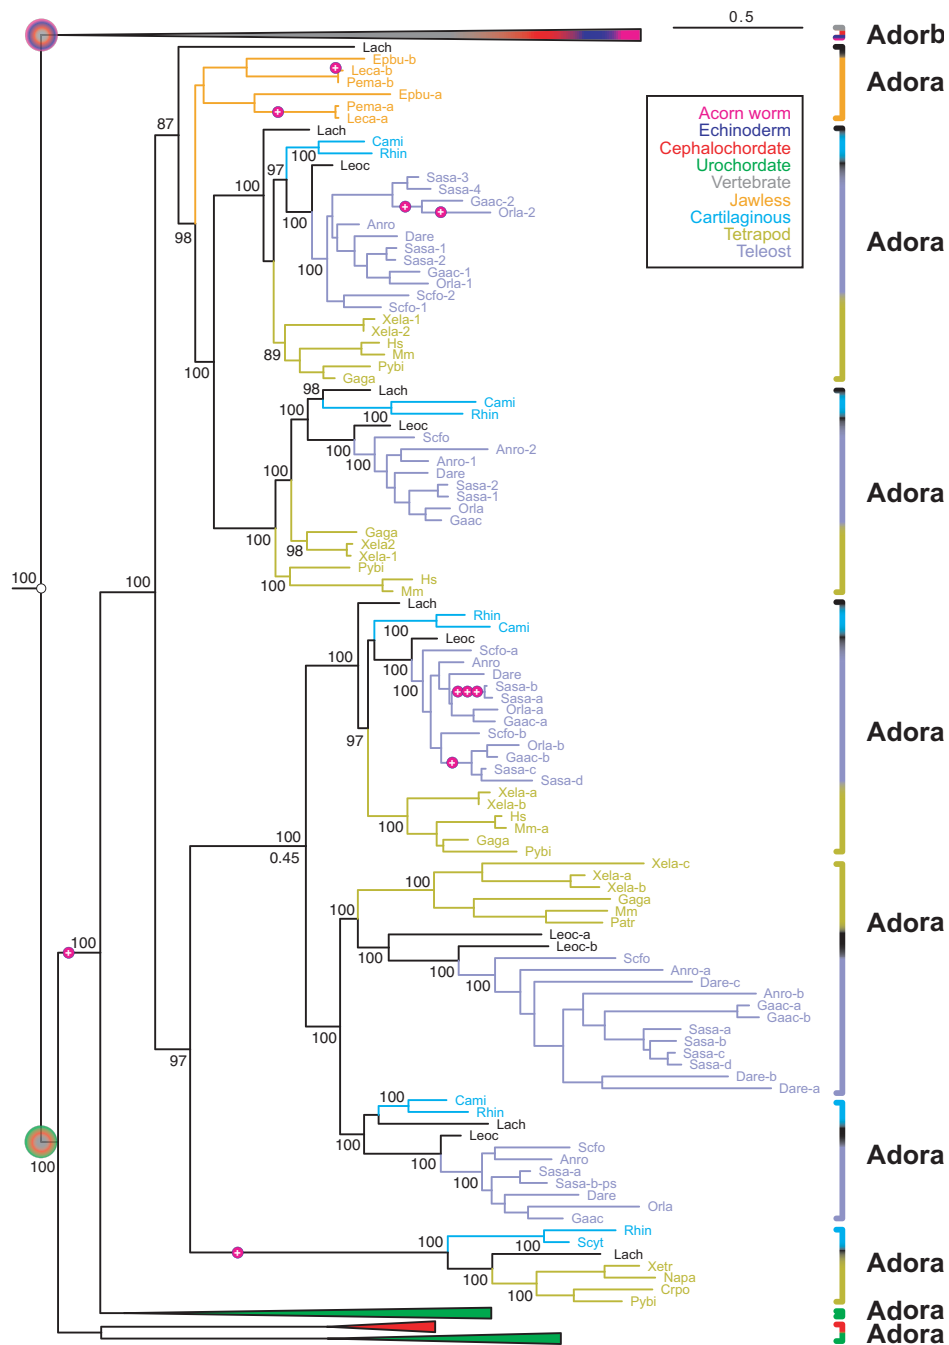 0.5
Adorb
Lach
Epbu-b
Leca-b
Pema-b
Epbu-a
Pema-a
Leca-a
Adora
87
98
Acorn worm
Echinoderm
Cephalochordate
Urochordate
Vertebrate
Jawless
Cartilaginous
Tetrapod
Teleost
Lach
Cami
100
Rhin
97
Leoc
100
Sasa-3
Sasa-4
Gaac-2
Orla-2
100
Anro
Dare
Sasa-1
Sasa-2
100
Gaac-1
Orla-1
Scfo-2
Scfo-1
Adora
Xela-1
Xela-2
Hs
89
Mm
Pybi
Gaga
100
98
Lach
Cami
100
100
Rhin
Leoc
Scfo
100
100
Anro-2
Anro-1
100
Dare
Sasa-2
Sasa-1
Orla
Gaac
Adora
Gaga
100
98
Xela2
Xela-1
Pybi
100
Hs
Mm
100
100
Lach
Rhin
100
Cami
Leoc
100
100
Scfo-a
Anro
100
Dare
Sasa-b
Sasa-a
Orla-a
Gaac-a
Scfo-b
97
Orla-b
Gaac-b
Sasa-c
Sasa-d
Adora
Xela-a
Xela-b
Hs
100
Mm-a
Gaga
Pybi
100
0.45
Xela-c
100
Xela-a
Xela-b
Gaga
Mm
100
Patr
Adora
Leoc-a
100
Leoc-b
100
Scfo
100
Anro-a
Dare-c
Anro-b
Gaac-a
Gaac-b
Sasa-a
100
Sasa-b
Sasa-c
Sasa-d
Dare-b
Dare-a
100
97
100
Cami
Rhin
Lach
100
Leoc
100
Scfo
Anro
100
Sasa-a
Sasa-b-ps
Dare
Orla
Gaac
Adora
100
Rhin
100
100
Scyt
Lach
100
Xetr
Napa
100
Crpo
Pybi
Adora
Adora
Adora